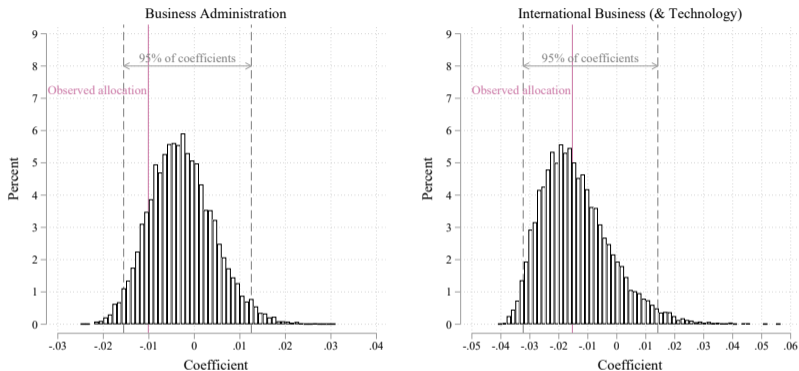 Business Administration
9
8
7
6
5
4
3
2
1
0
Percent
95% of coefficients
Observed allocation
-.03 -.02 -.01 .00 .01 .02 .03 .04
Coefficient
International Business (& Technology)
9
8
7
6
5
4
3
2
1
0
Percent
95% of coefficients
Observed allocation
-.05 -.04 -.03 -.02 -.01 0 .01 .02 .03 .04 .05 .06
Coefficient